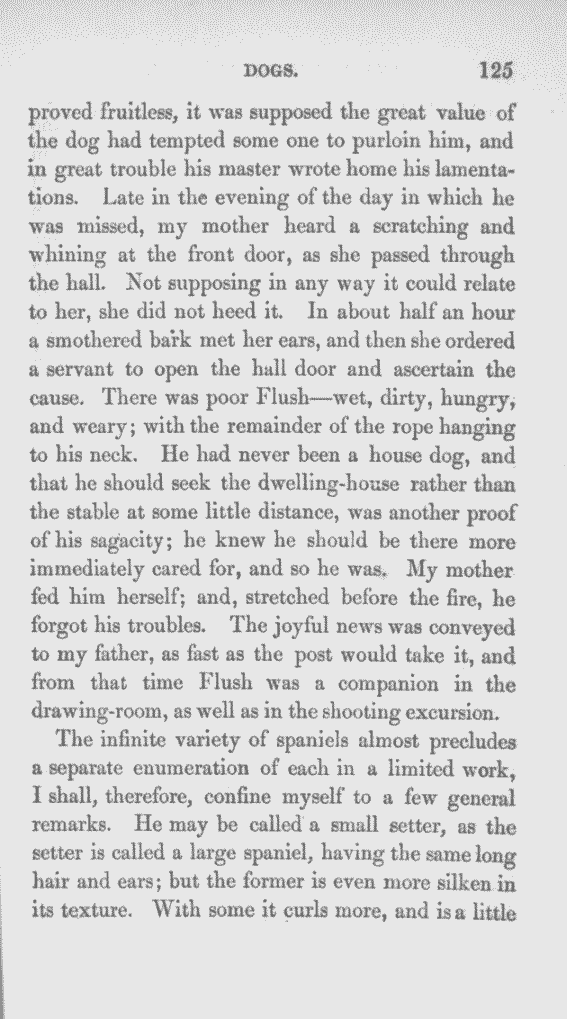 DOGS. 125
proved fruitless, it was supposed the great value of
the dog had tempted some one to purloin him, and
in great trouble his master wrote home his lamenta-
tions. Late in the evening of the day in which he
was missed, my mother heard a scratching and
whining at the front door, as she passed through
the hall. Not supposing in any way it could relate
to her, she did not heed it. In about half an hour
a smothered bark met her ears, and then she ordered
a servant to open the hall door and ascertain the
cause. There was poor Flush—wet, dirty, hungry,
and weary; with the remainder of the rope hanging
to his neck. He had never been a house dog, and
that he should seek the dwelling-house rather than
the stable at some little distance, was another proof
of his sagacity; he knew he should be there more
immediately cared for, and so he was. My mother
fed him herself; and, stretched before the fire, he
forgot his troubles. The joyful news was conveyed
to my father, as fast as the post would take it, and
from that time Flush was a companion in the
drawing-room, as well as in the shooting excursion.
The infinite variety of spaniels almost precludes
a separate enumeration of each in a limited work,
I shall, therefore, confine myself to a few general
remarks. He may be called a small setter, as the
setter is called a large spaniel, having the same long
hair and ears; but the former is even more silken in
its texture. With some it curls more, and is a little